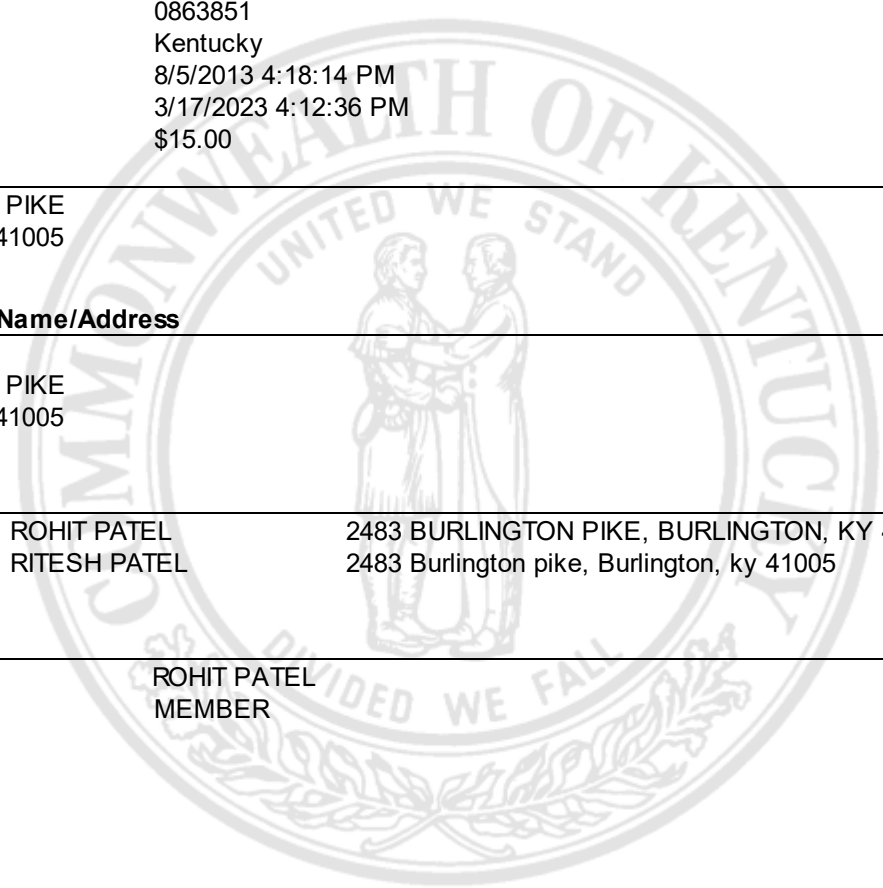 0863851
Kentucky
8/5/2013 4:18:14 PM
3/17/2023 4:12:36 PM
$15.00
PIKE
41005
Name/Address
PIKE
41005
ROHIT PATEL 2483 BURLINGTON PIKE, BURLINGTON, KY
RITESH PATEL 2483 Burlington pike, Burlington, ky 41005
ROHIT PATEL
MEMBER
COMMONWEALTH OF KENTUCKY
UNITED WE STAND
DIVIDED WE FALL